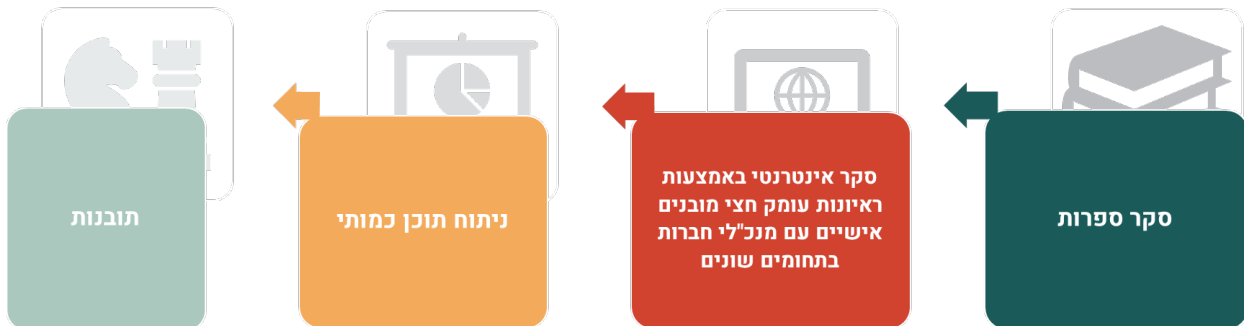 סקר ספרות
סקר אינטרנטי באמצעות
ראיונות עומק חצי מובנים
אישיים עם מנכ"לי חברות
בתחומים שונים
ניתוח תוכן כמותי
תובנות